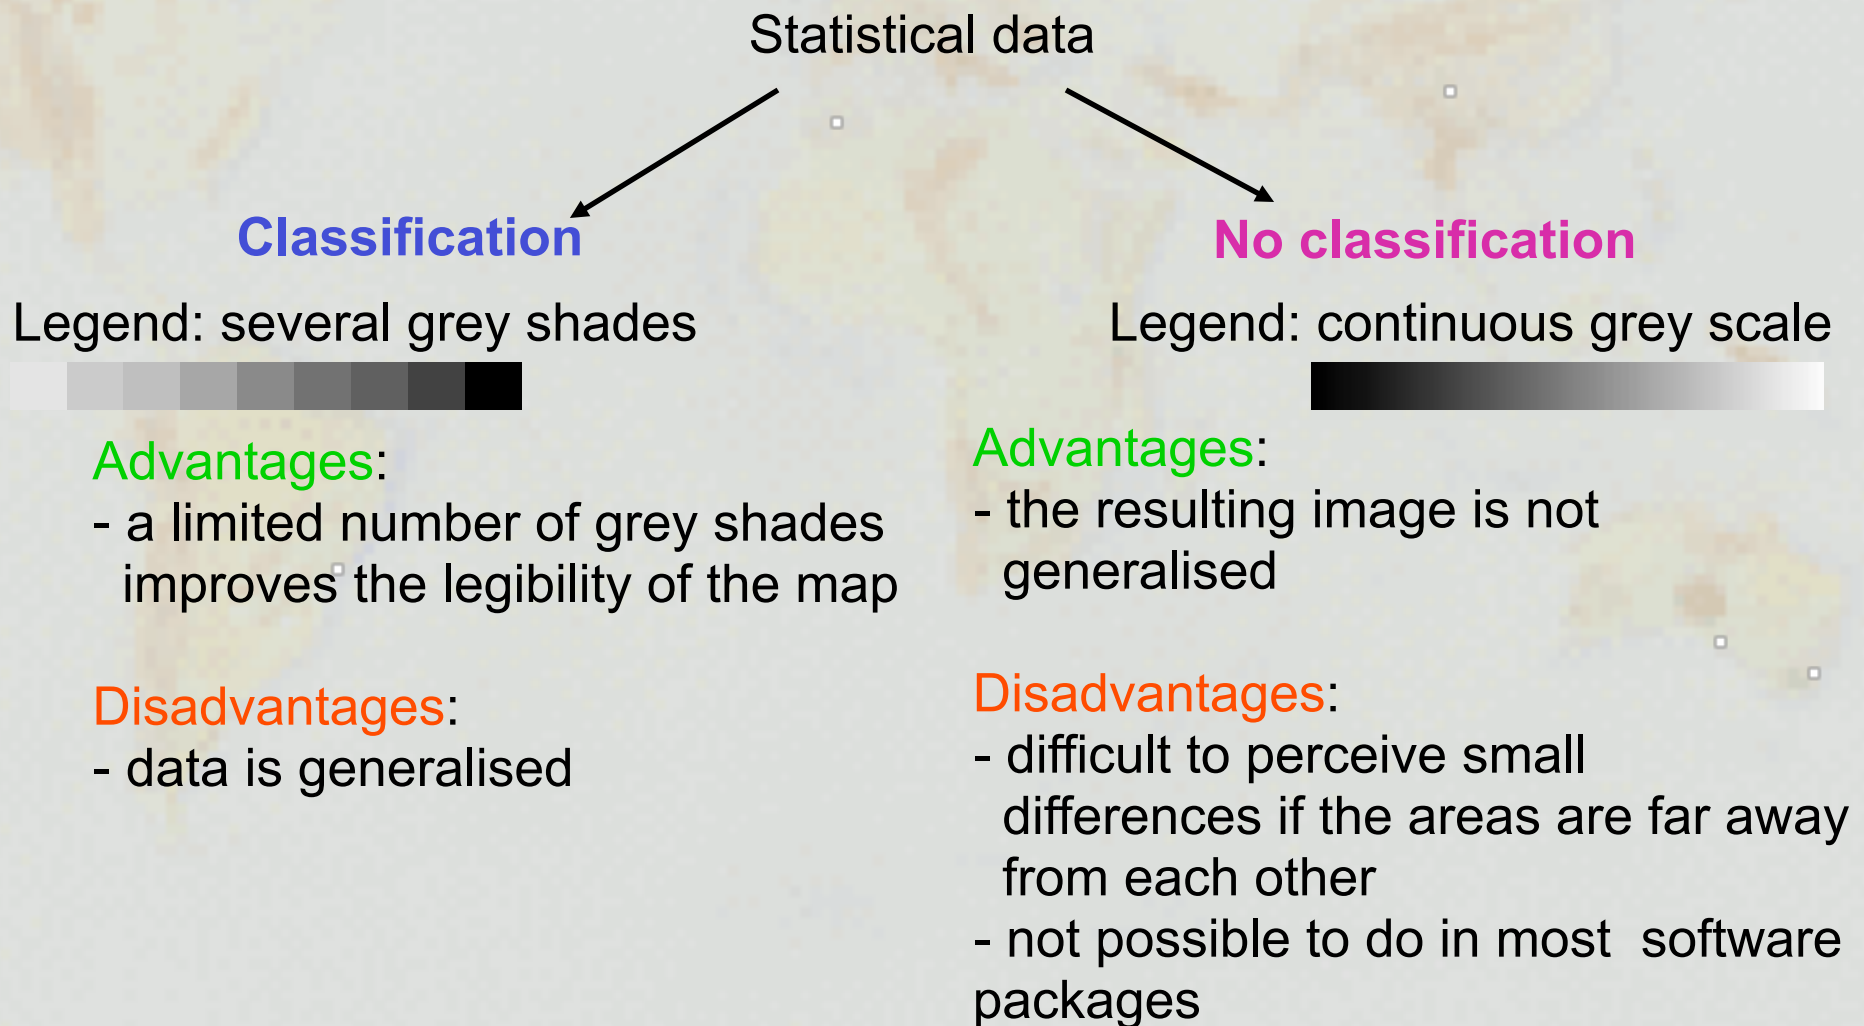 Statistical data
Classification
Legend: several grey shades
Advantages:
- a limited number of grey shades
improves the legibility of the map
Disadvantages:
- data is generalised
No classification
Legend: continuous grey scale
Advantages:
- the resulting image is not
generalised
Disadvantages:
- difficult to perceive small
differences if the areas are far away
from each other
- not possible to do in most  software
packages